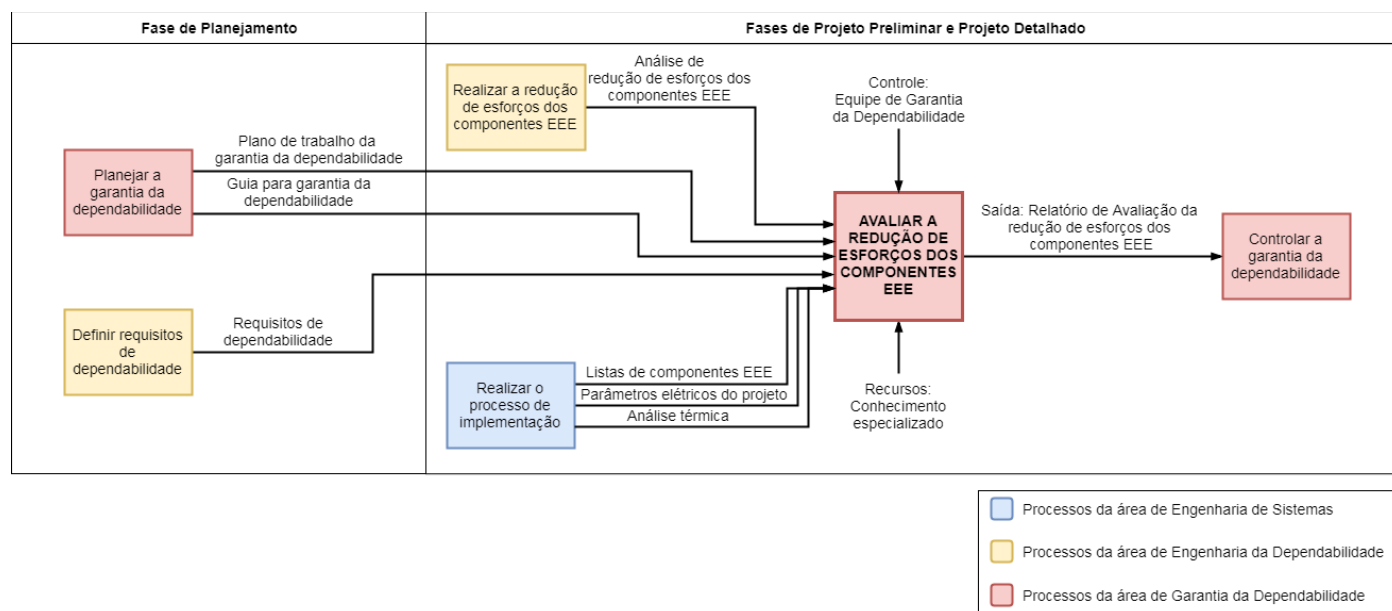 Fase de Planejamento
Fases de Projeto Preliminar e Projeto Detalhado
Planejar a
garantia da
dependabilidade
Plano de trabalho da
garantia da dependabilidade
Guia para garantia da
dependabilidade
Definir requisitos
de
dependabilidade
Requisitos de
dependabilidade
Realizar a redução
de esforços dos
componentes EEE
Análise de
redução de esforços dos
componentes EEE
Realizar o
processo de
implementação
Listas de componentes EEE
Parâmetros elétricos do projeto
Análise térmica
Controle:
Equipe de Garantia
da Dependabilidade
AVALIAR A
REDUÇÃO DE
ESFORÇOS DOS
COMPONENTES
EEE
Recursos:
Conhecimento
especializado
Saída: Relatório de Avaliação da
redução de esforços dos
componentes EEE
Controlar a
garantia da
dependabilidade
Processos da área de Engenharia de Sistemas
Processos da área de Engenharia da Dependabilidade
Processos da área de Garantia da Dependabilidade